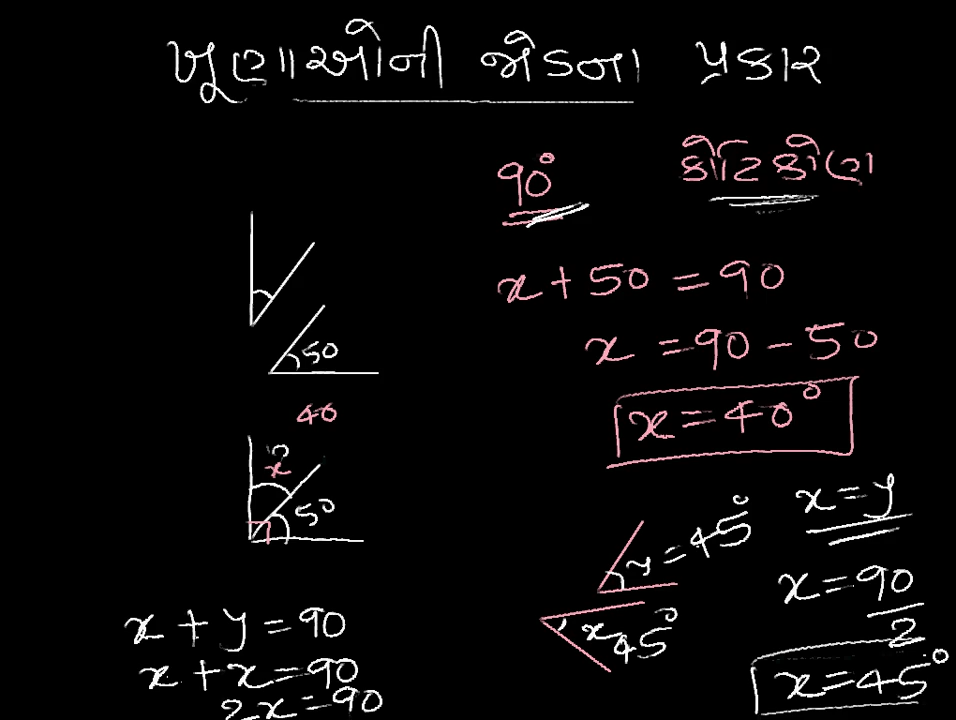 ખૂણાઓની જોડના પ્રકાર
90° કોટિકોણ
x + 50 = 90
x = 90 - 50
x = 40°
50
40
x
50
x = y
y = 45°
x 45°
x = 90/2
x = 45°
x + y = 90
x + x = 90
2x = 90